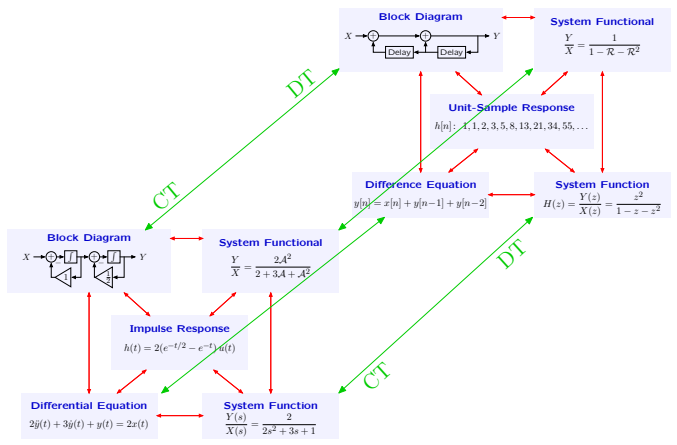 Block Diagram
X + + Y
Delay Delay
System Functional
Y/X = 1/(1 − R − R²)
DT
Unit-Sample Response
h[n]: 1, 1, 2, 3, 5, 8, 13, 21, 34, 55, . . .
CT
Difference Equation
y[n] = x[n] + y[n−1] + y[n−2]
System Function
H(z) = Y(z)/X(z) = z²/(1 − z − z²)
Block Diagram
X + ∫ + ∫ Y
− −
1 1/2
System Functional
Y/X = 2A²/(2 + 3A + A²)
DT
Impulse Response
h(t) = 2(e^{−t/2} − e^{−t}) u(t)
CT
Differential Equation
2ÿ(t) + 3ẏ(t) + y(t) = 2x(t)
System Function
Y(s)/X(s) = 2/(2s² + 3s + 1)